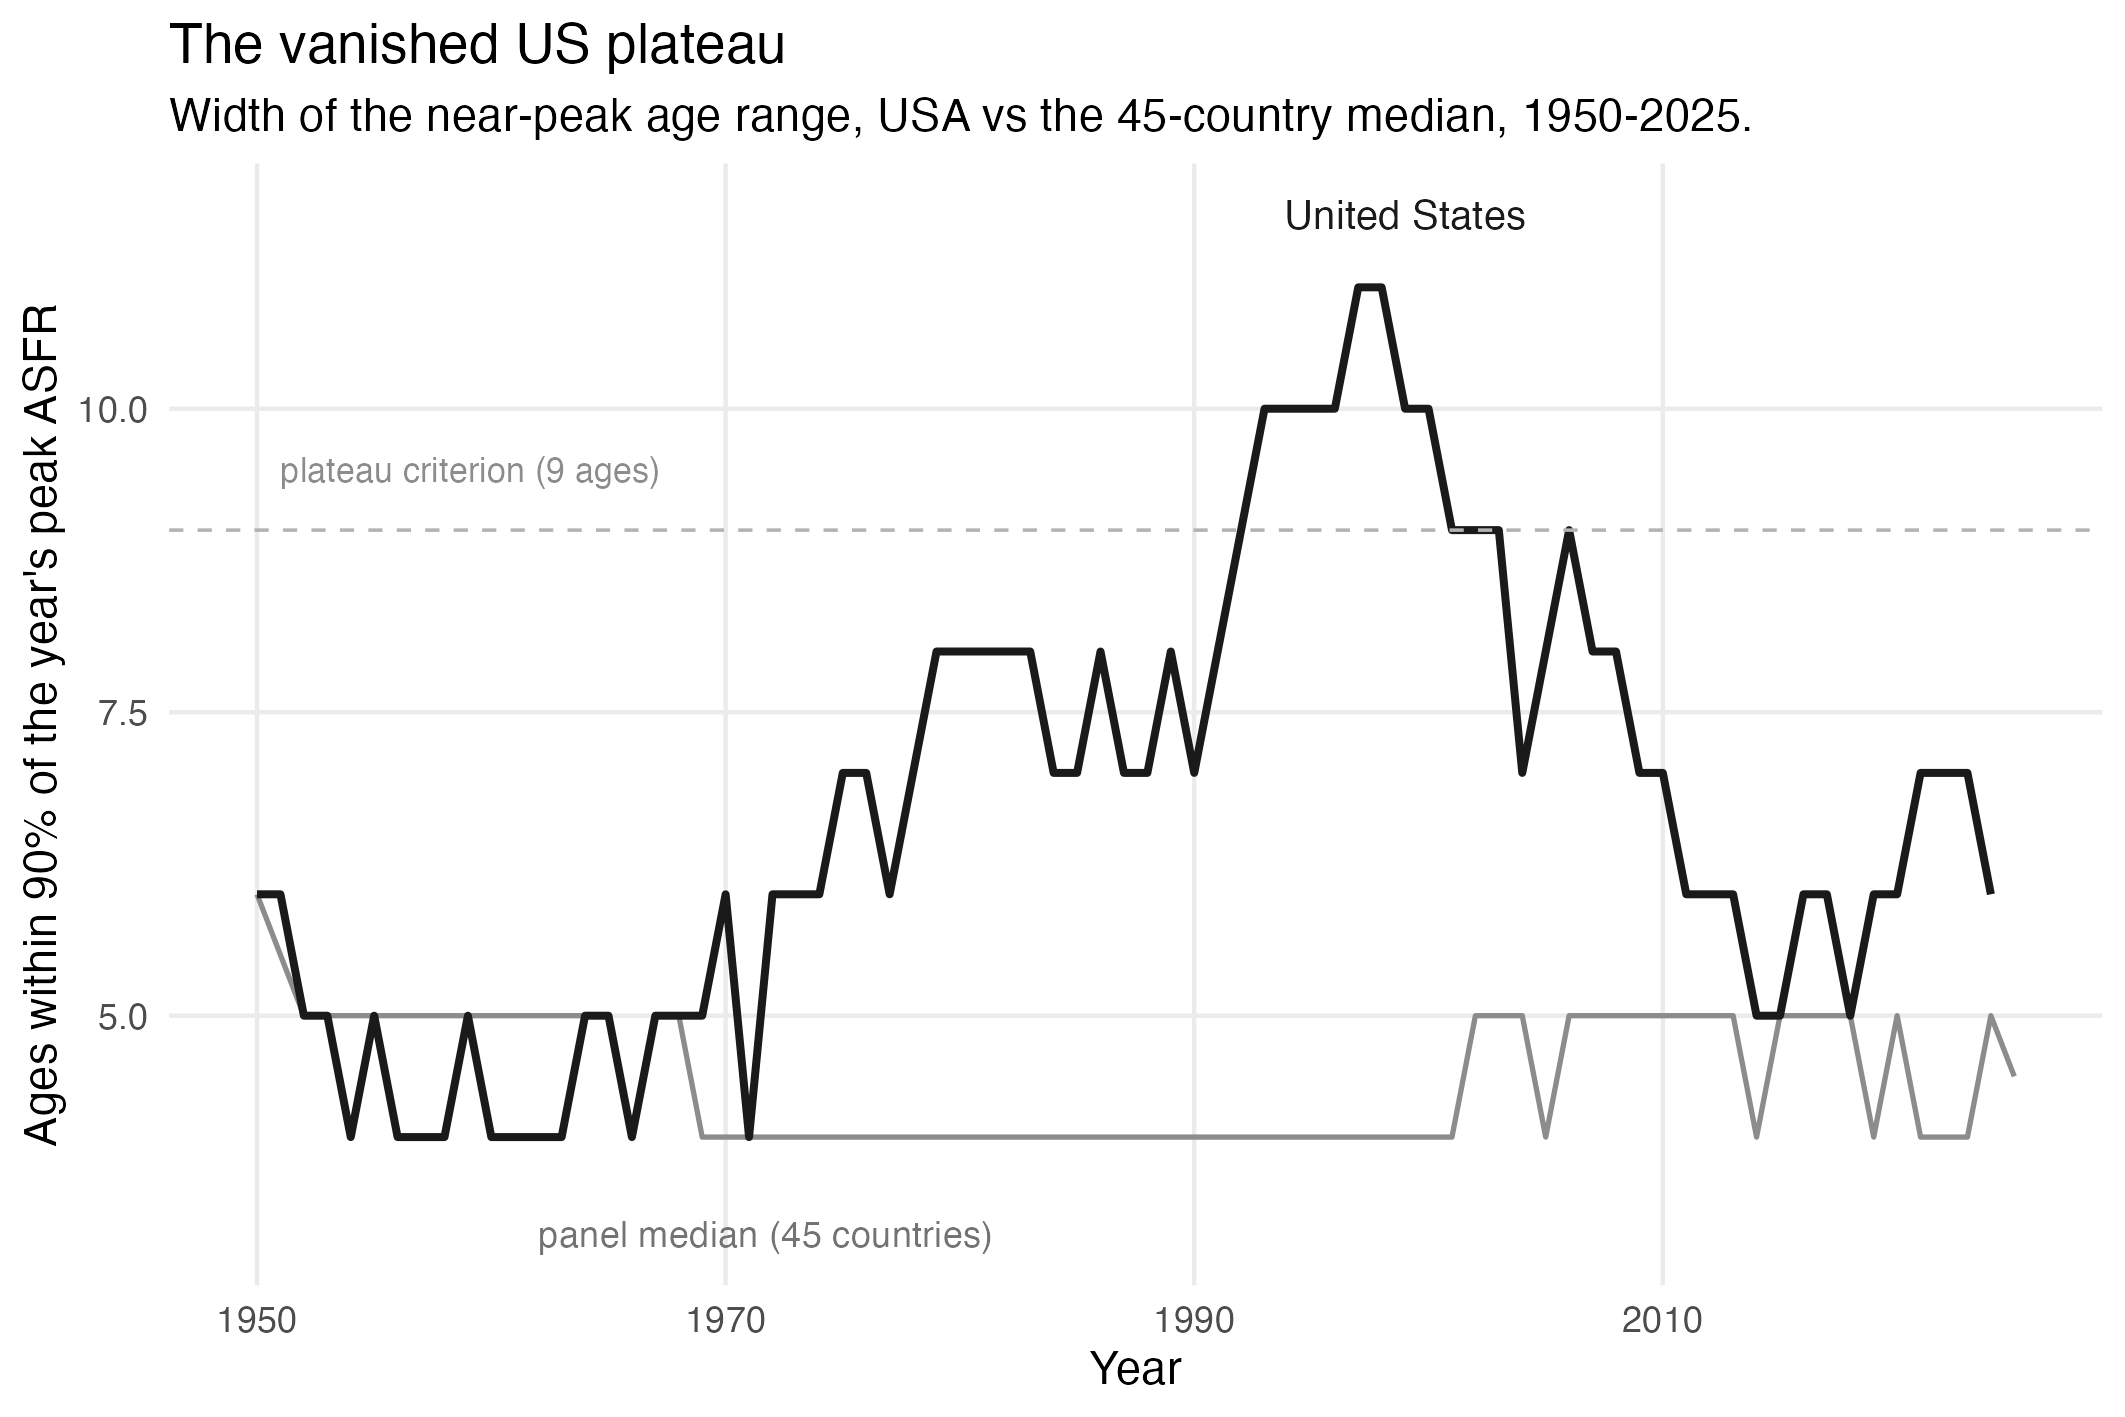 The vanished US plateau
Width of the near-peak age range, USA vs the 45-country median, 1950-2025.
United States
plateau criterion (9 ages)
panel median (45 countries)
Ages within 90% of the year's peak ASFR
10.0
7.5
5.0
1950
1970
1990
2010
Year